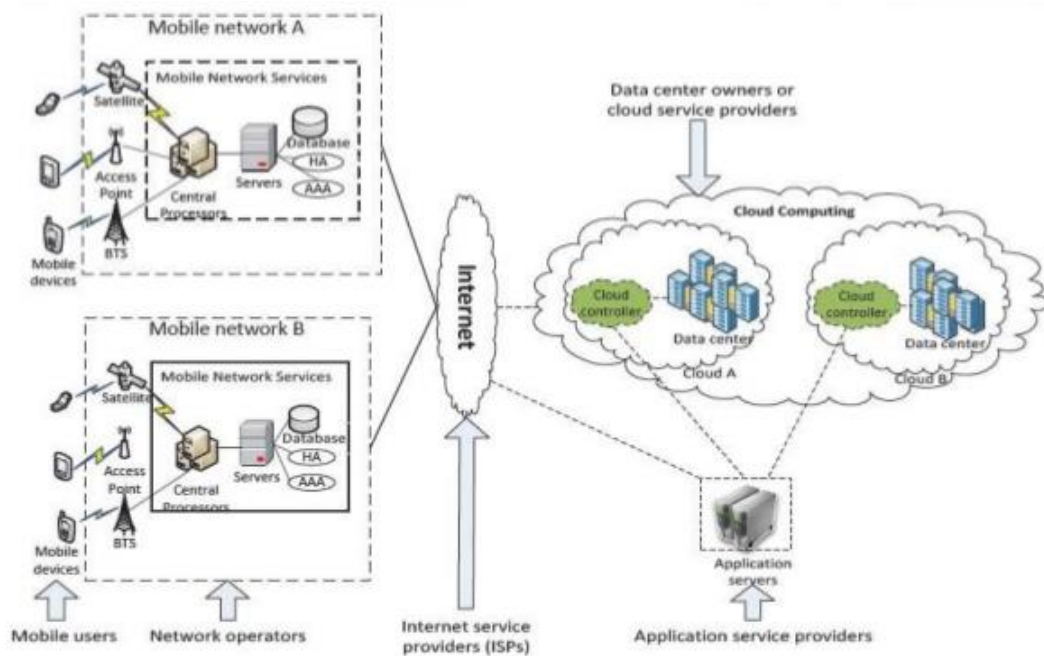 Mobile network A
Mobile Network Services
Satellite
Database
HA
AAA
Servers
Access
Point
Central
Processors
BTS
Mobile
devices
Mobile network B
Mobile Network Services
Satellite
Database
HA
AAA
Servers
Access
Point
Central
Processors
BTS
Mobile
devices
Mobile users
Network operators
Internet
Internet service
providers (ISPs)
Data center owners or
cloud service providers
Cloud Computing
Cloud
controller
Data center
Cloud A
Cloud
controller
Data center
Cloud B
Application
servers
Application service providers